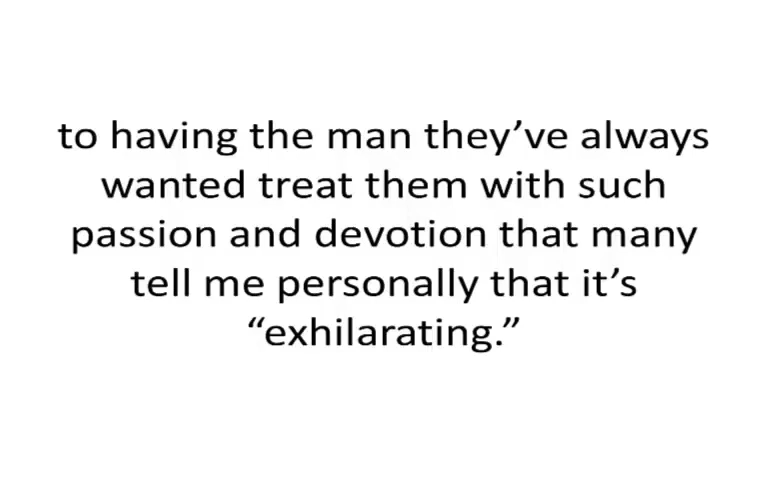 to having the man they’ve always
wanted treat them with such
passion and devotion that many
tell me personally that it’s
“exhilarating.”